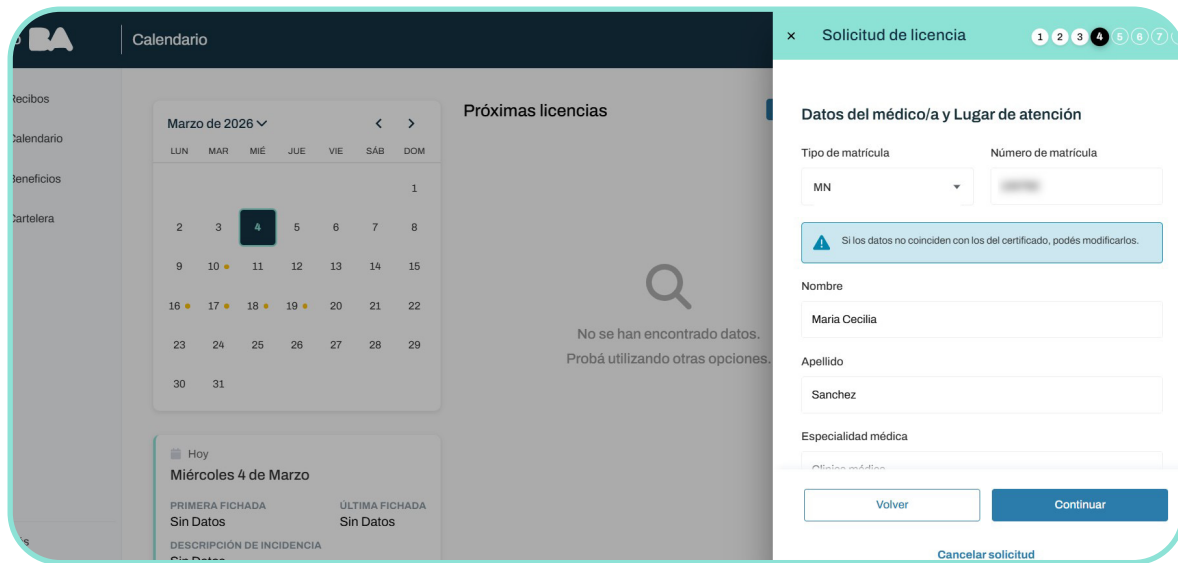 BA
Calendario
× Solicitud de licencia
1 2 3 4 5 6 7
Recibos
Calendario
Beneficios
Cartelera
Marzo de 2026
LUN MAR MIÉ JUE VIE SÁB DOM
1
2 3 4 5 6 7 8
9 10 11 12 13 14 15
16 17 18 19 20 21 22
23 24 25 26 27 28 29
30 31
Hoy
Miércoles 4 de Marzo
PRIMERA FICHADA ÚLTIMA FICHADA
Sin Datos Sin Datos
DESCRIPCIÓN DE INCIDENCIA
Sin Datos
Próximas licencias
No se han encontrado datos.
Probá utilizando otras opciones.
Datos del médico/a y Lugar de atención
Tipo de matrícula Número de matrícula
MN
Si los datos no coinciden con los del certificado, podés modificarlos.
Nombre
Maria Cecilia
Apellido
Sanchez
Especialidad médica
Clínica médica
Volver Continuar
Cancelar solicitud